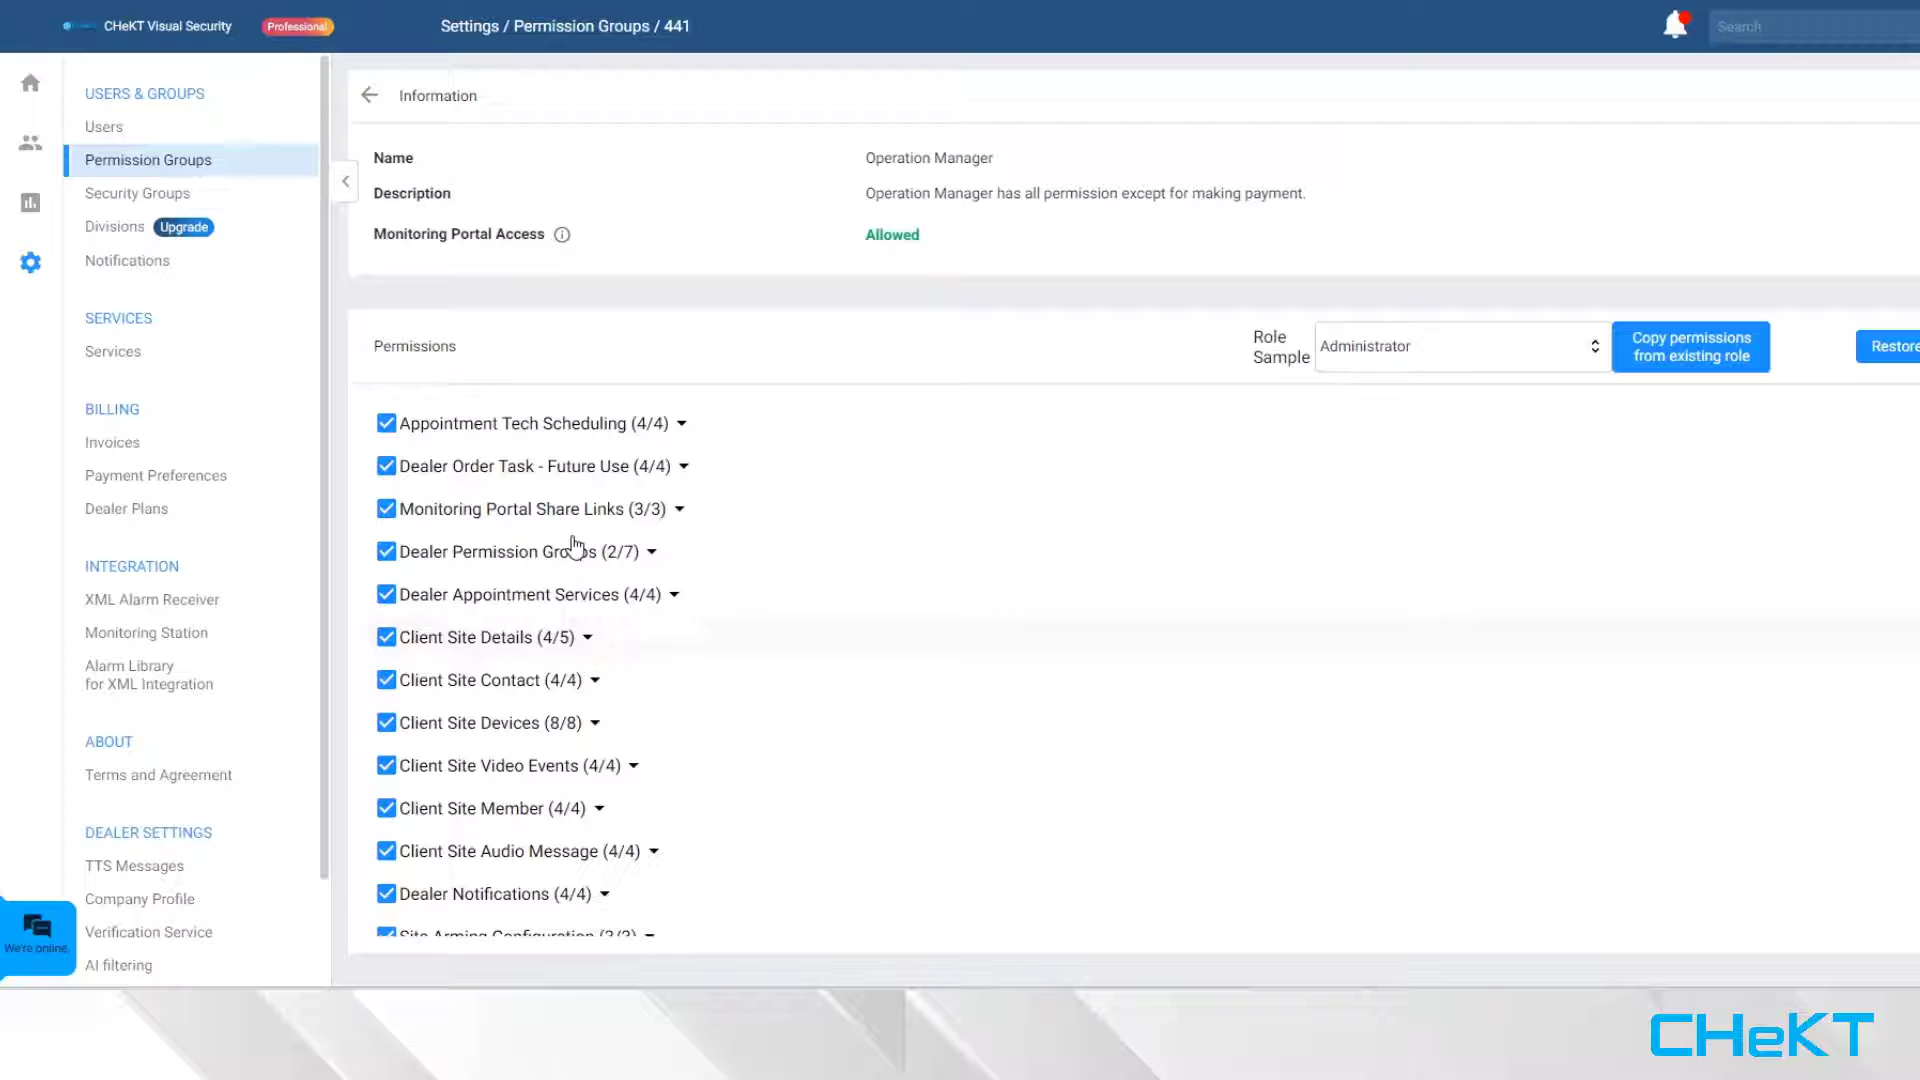 CHeKT Visual Security
Professional
Settings / Permission Groups / 441
Search
USERS & GROUPS
Users
Permission Groups
Security Groups
Divisions Upgrade
Notifications
SERVICES
Services
BILLING
Invoices
Payment Preferences
Dealer Plans
INTEGRATION
XML Alarm Receiver
Monitoring Station
Alarm Library
for XML Integration
ABOUT
Terms and Agreement
DEALER SETTINGS
TTS Messages
Company Profile
Verification Service
AI filtering
We're online.
Information
Name Operation Manager
Description Operation Manager has all permission except for making payment.
Monitoring Portal Access Allowed
Permissions
Role
Sample
Administrator
Copy permissions
from existing role
Restore
Appointment Tech Scheduling (4/4)
Dealer Order Task - Future Use (4/4)
Monitoring Portal Share Links (3/3)
Dealer Permission Groups (2/7)
Dealer Appointment Services (4/4)
Client Site Details (4/5)
Client Site Contact (4/4)
Client Site Devices (8/8)
Client Site Video Events (4/4)
Client Site Member (4/4)
Client Site Audio Message (4/4)
Dealer Notifications (4/4)
Site Arming Configuration (3/3)
CHeKT